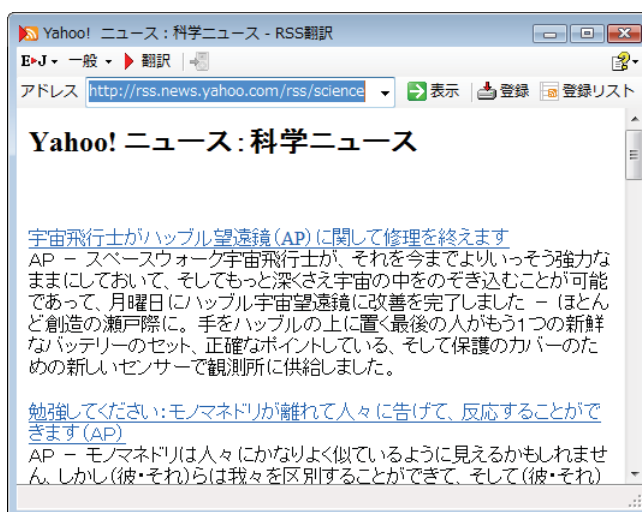 Yahoo! ニュース：科学ニュース - RSS翻訳
E▸J 一般 翻訳
アドレス http://rss.news.yahoo.com/rss/science 表示 登録 登録リスト
Yahoo! ニュース：科学ニュース
宇宙飛行士がハッブル望遠鏡（AP）に関して修理を終えます
AP － スペースウォーク宇宙飛行士が、それを今までよりいっそう強力な
ままにしておいて、そしてもっと深くさえ宇宙の中をのぞき込むことが可能
であって、月曜日にハッブル宇宙望遠鏡に改善を完了しました － ほとん
ど創造の瀬戸際に。 手をハッブルの上に置く最後の人がもう1つの新鮮
なバッテリーのセット、正確なポイントしている、そして保護のカバーのた
めの新しいセンサーで観測所に供給しました。
勉強してください：モノマネドリが離れて人々に告げて、反応することがで
きます（AP）
AP － モノマネドリは人々にかなりよく似ているように見えるかもしれませ
ん、しかし（彼・それ）らは我々を区別することができて、そして（彼・それ）